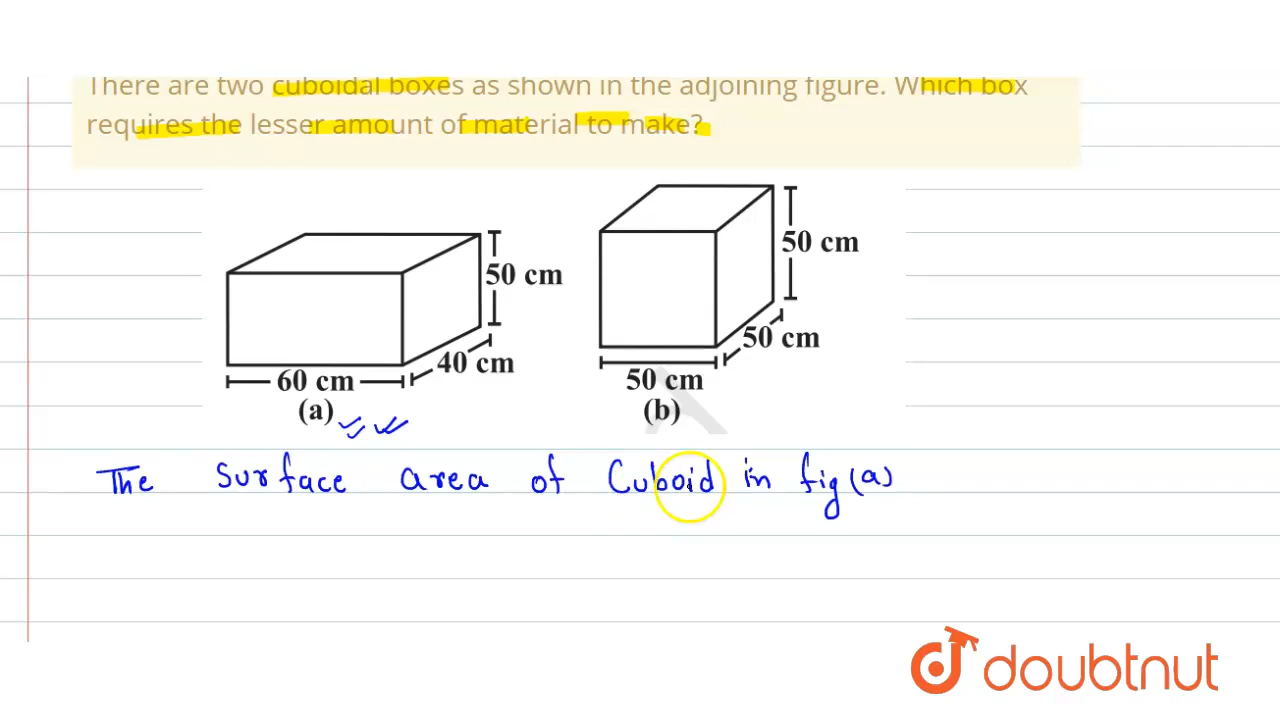 There are two cuboidal boxes as shown in the adjoining figure. Which box
requires the lesser amount of material to make?
50 cm
40 cm
60 cm
(a)
50 cm
50 cm
50 cm
(b)
The surface area of Cuboid in fig (a)
doubtnut